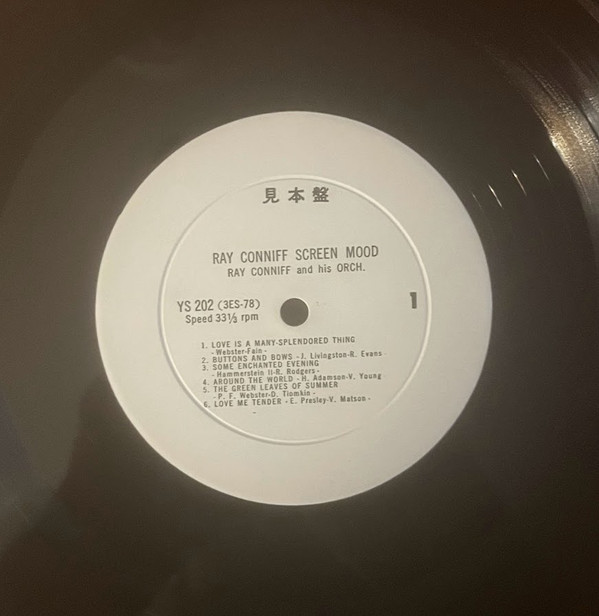 見本盤
RAY CONNIFF SCREEN MOOD
RAY CONNIFF and his ORCH.
YS 202 (3ES-78)
Speed 33⅓ rpm
1
1. LOVE IS A MANY-SPLENDORED THING
-Webster-Fain-
2. BUTTONS AND BOWS -J. Livingston-R. Evans-
3. SOME ENCHANTED EVENING
-Hammerstein II-R. Rodgers-
4. AROUND THE WORLD -H. Adamson-V. Young
5. THE GREEN LEAVES OF SUMMER
-P. F. Webster-D. Tiomkin-
6. LOVE ME TENDER -E. Presley-V. Matson-